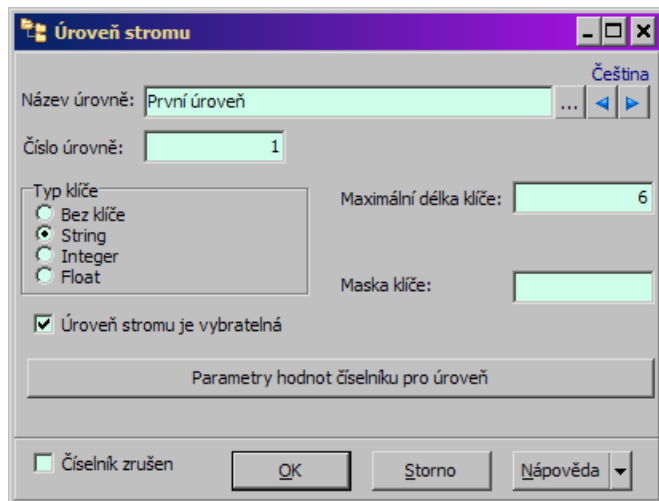 Úroveň stromu
Čeština
Název úrovně: První úroveň ...
Číslo úrovně: 1
Typ klíče
Bez klíče
String
Integer
Float
Maximální délka klíče: 6
Maska klíče:
Úroveň stromu je vybratelná
Parametry hodnot číselníku pro úroveň
Číselník zrušen OK Storno Nápověda